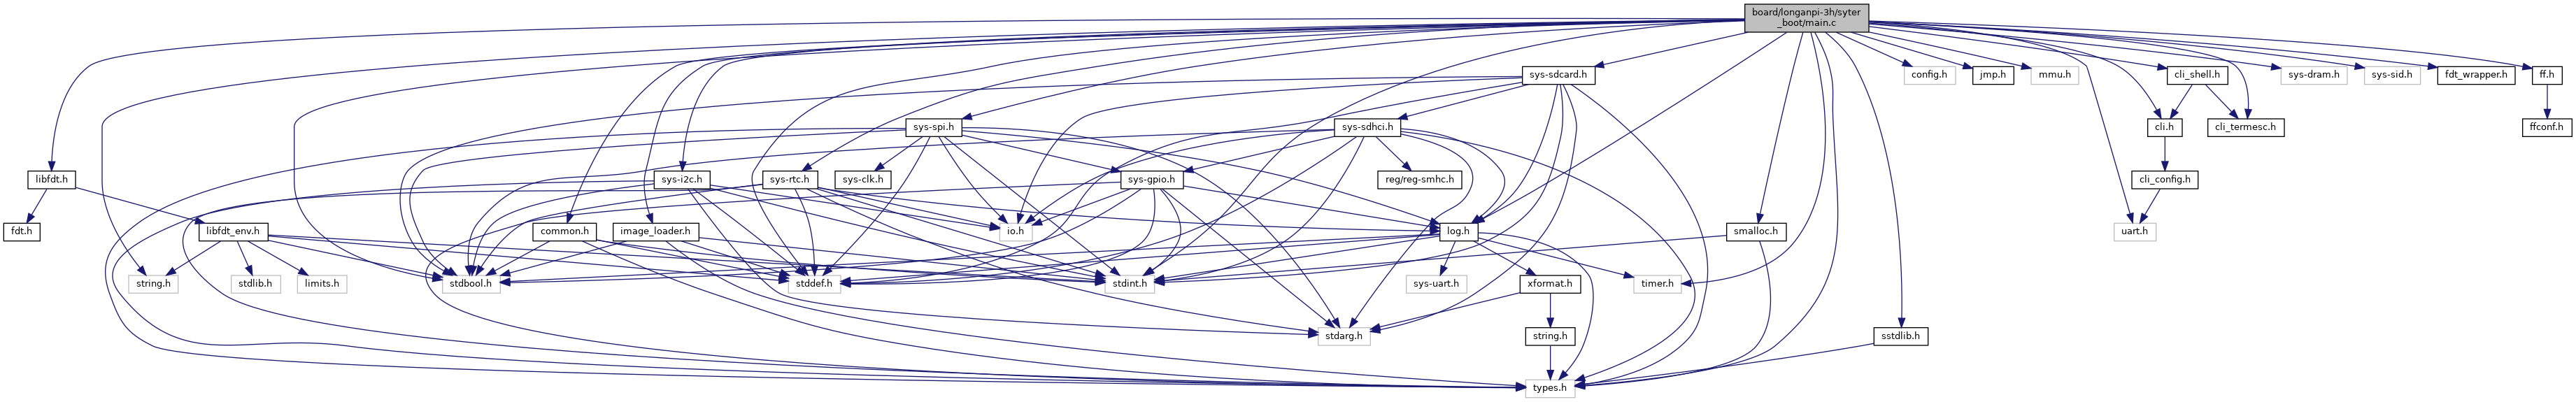 board/longanpi-3h/syter
_boot/main.c
sys-sdcard.h
config.h
jmp.h
mmu.h
cli_shell.h
sys-dram.h
sys-sid.h
fdt_wrapper.h
ff.h
sys-spi.h
sys-sdhci.h
cli.h
cli_termesc.h
ffconf.h
libfdt.h
sys-i2c.h
sys-rtc.h
sys-clk.h
sys-gpio.h
reg/reg-smhc.h
cli_config.h
fdt.h
libfdt_env.h
common.h
image_loader.h
io.h
log.h
smalloc.h
uart.h
string.h
stdlib.h
limits.h
stdbool.h
stddef.h
stdint.h
sys-uart.h
xformat.h
timer.h
stdarg.h
string.h
sstdlib.h
types.h